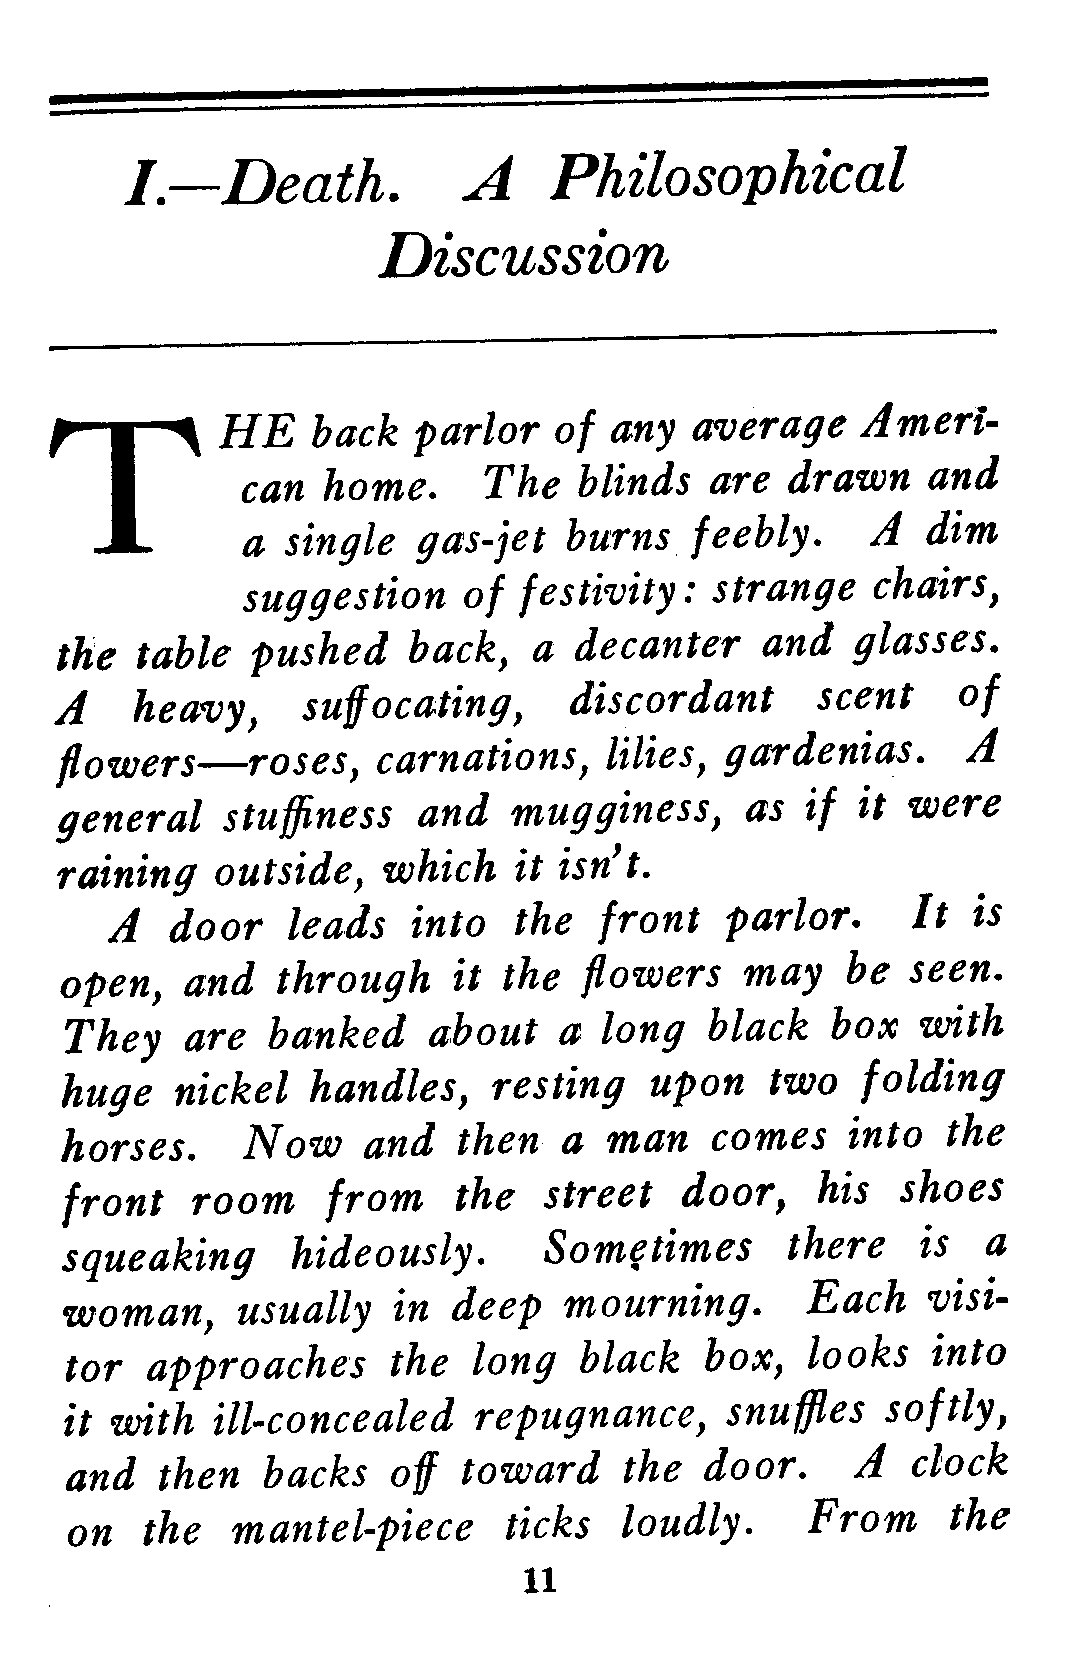 I.—Death. A Philosophical
Discussion
THE back parlor of any average Ameri-
can home. The blinds are drawn and
a single gas-jet burns feebly. A dim
suggestion of festivity: strange chairs,
the table pushed back, a decanter and glasses.
A heavy, suffocating, discordant scent of
flowers—roses, carnations, lilies, gardenias. A
general stuffiness and mugginess, as if it were
raining outside, which it isn't.
A door leads into the front parlor. It is
open, and through it the flowers may be seen.
They are banked about a long black box with
huge nickel handles, resting upon two folding
horses. Now and then a man comes into the
front room from the street door, his shoes
squeaking hideously. Sometimes there is a
woman, usually in deep mourning. Each visi-
tor approaches the long black box, looks into
it with ill-concealed repugnance, snuffles softly,
and then backs off toward the door. A clock
on the mantel-piece ticks loudly. From the
11